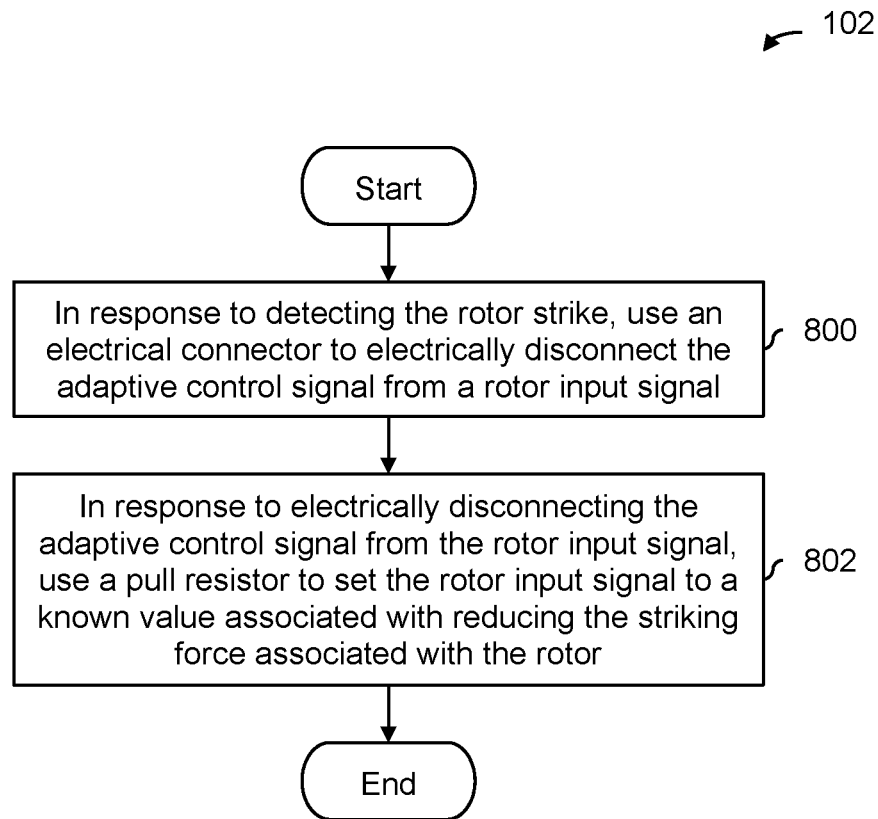 102
Start
In response to detecting the rotor strike, use an
electrical connector to electrically disconnect the
adaptive control signal from a rotor input signal
800
In response to electrically disconnecting the
adaptive control signal from the rotor input signal,
use a pull resistor to set the rotor input signal to a
known value associated with reducing the striking
force associated with the rotor
802
End